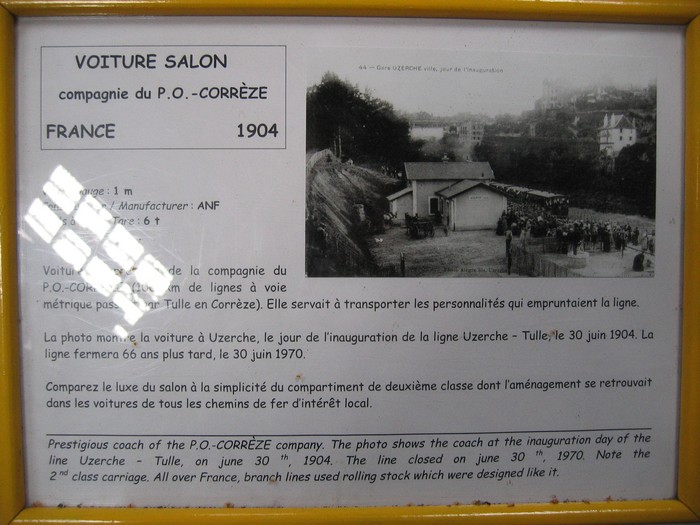 VOITURE SALON
compagnie du P.O.-CORRÈZE
FRANCE 1904
44 – Gare UZERCHE ville, jour de l'Inauguration
: 1 m
/ Manufacturer : ANF
Tare : 6 t
de la compagnie du
km de lignes à voie
métrique par Tulle en Corrèze). Elle servait à transporter les personnalités qui empruntaient la ligne.
La photo montre la voiture à Uzerche, le jour de l'inauguration de la ligne Uzerche – Tulle, le 30 juin 1904. La
ligne fermera 66 ans plus tard, le 30 juin 1970.
Comparez le luxe du salon à la simplicité du compartiment de deuxième classe dont l'aménagement se retrouvait
dans les voitures de tous les chemins de fer d'intérêt local.
Prestigious coach of the P.O.-CORRÈZE company. The photo shows the coach at the inauguration day of the
line Uzerche – Tulle, on june 30 th, 1904. The line closed on june 30 th, 1970. Note the
2 nd class carriage. All over France, branch lines used rolling stock which were designed like it.